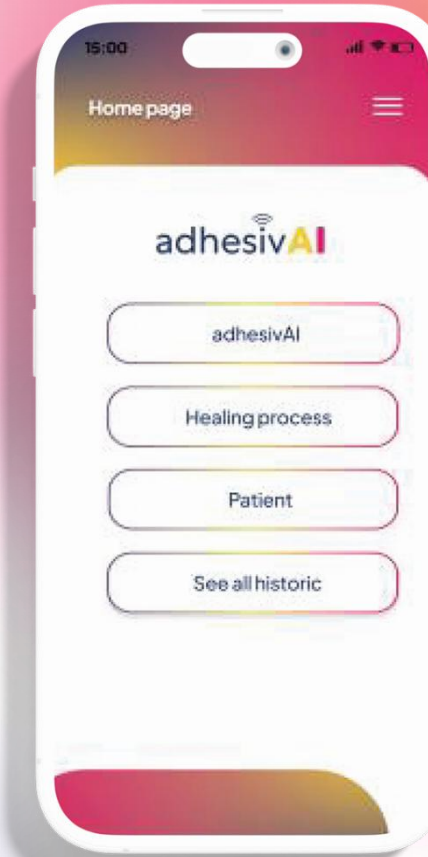 15:00
Home page
adhesivAI
adhesivAI
Healing process
Patient
See all historic